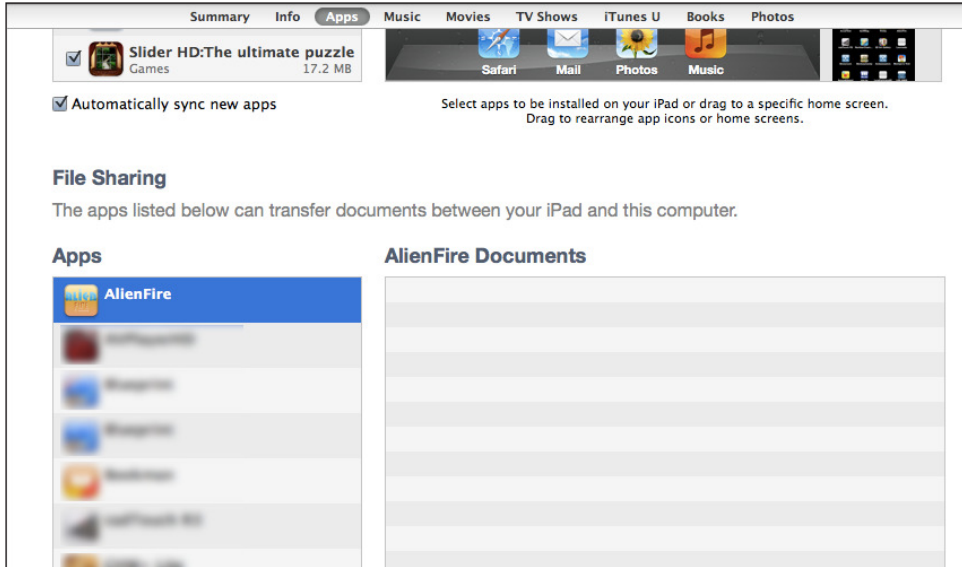 Summary Info Apps Music Movies TV Shows iTunes U Books Photos
Slider HD:The ultimate puzzle
Games 17.2 MB
Safari Mail Photos Music
Automatically sync new apps
Select apps to be installed on your iPad or drag to a specific home screen.
Drag to rearrange app icons or home screens.
File Sharing
The apps listed below can transfer documents between your iPad and this computer.
Apps
AlienFire Documents
AlienFire